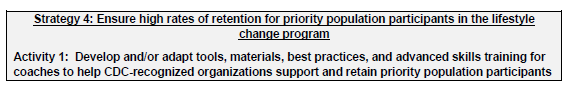 Strategy 4: Ensure high rates of retention for priority population participants in the lifestyle
change program
Activity 1:  Develop and/or adapt tools, materials, best practices, and advanced skills training for
coaches to help CDC-recognized organizations support and retain priority population participants